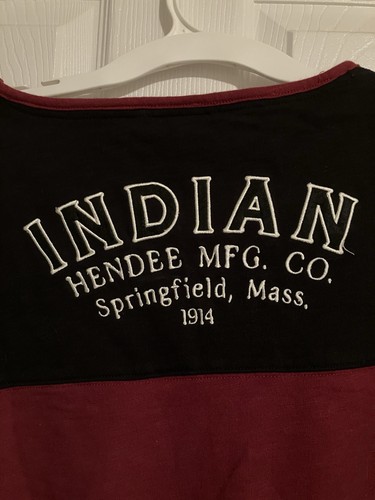 INDIAN
HENDEE MFG. CO.
Springfield, Mass.
1914